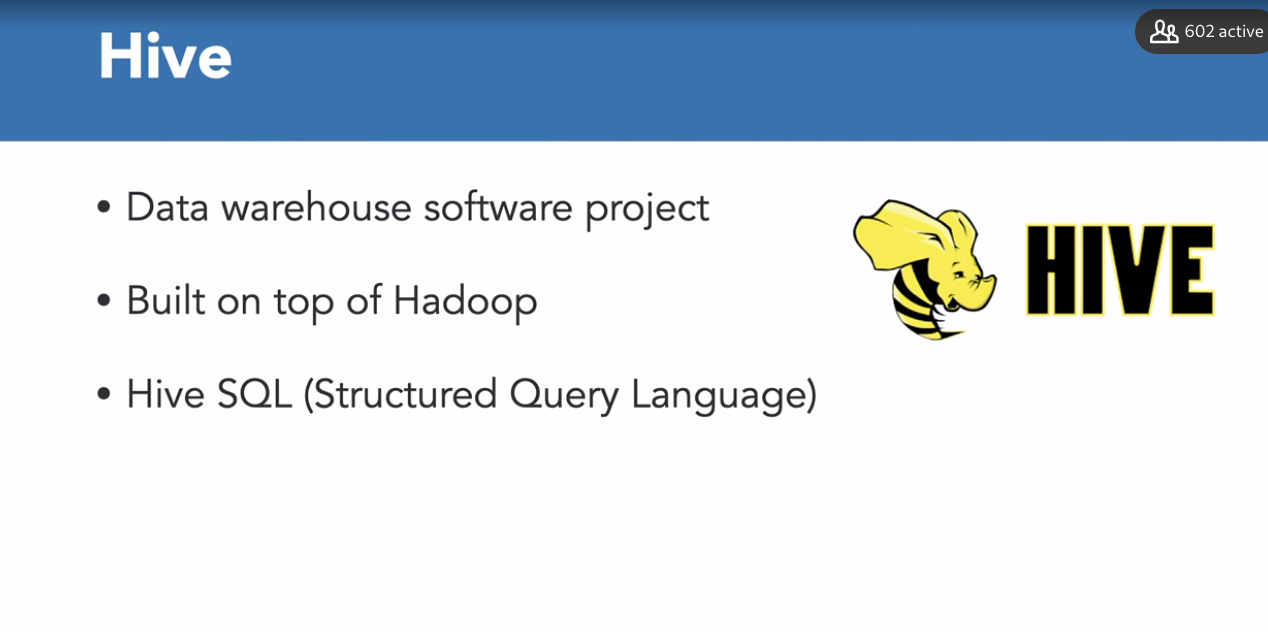 Hive
602 active
• Data warehouse software project
• Built on top of Hadoop
• Hive SQL (Structured Query Language)
HIVE